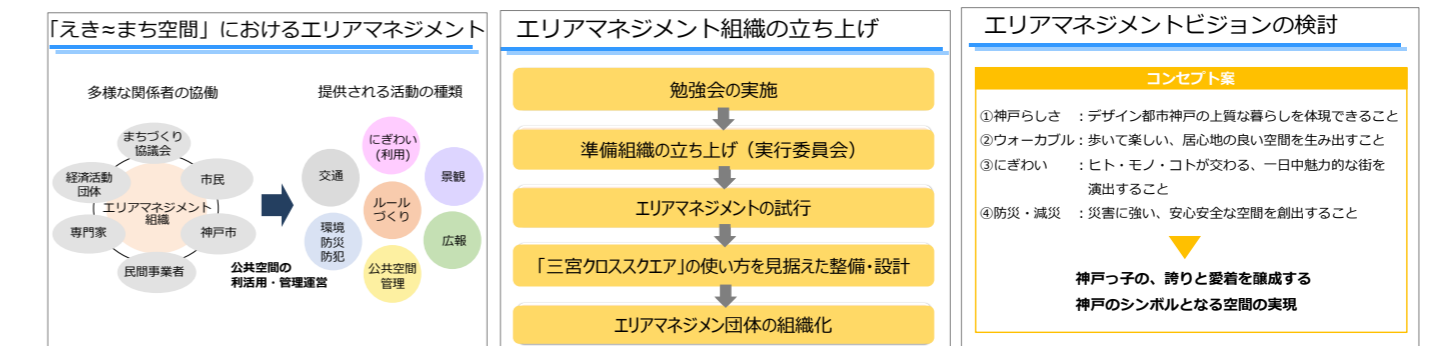 「えき≈まち空間」におけるエリアマネジメント
多様な関係者の協働
提供される活動の種類
まちづくり
協議会
経済活動
団体
市民
エリアマネジメント
組織
専門家
神戸市
民間事業者
公共空間の
利活用・管理運営
にぎわい
(利用)
交通
景観
ルール
づくり
環境
防災
防犯
広報
公共空間
管理
エリアマネジメント組織の立ち上げ
勉強会の実施
準備組織の立ち上げ（実行委員会）
エリアマネジメントの試行
「三宮クロススクエア」の使い方を見据えた整備・設計
エリアマネジメン団体の組織化
エリアマネジメントビジョンの検討
コンセプト案
①神戸らしさ ：デザイン都市神戸の上質な暮らしを体現できること
②ウォーカブル：歩いて楽しい、居心地の良い空間を生み出すこと
③にぎわい ：ヒト・モノ・コトが交わる、一日中魅力的な街を
演出すること
④防災・減災 ：災害に強い、安心安全な空間を創出すること
神戸っ子の、誇りと愛着を醸成する
神戸のシンボルとなる空間の実現